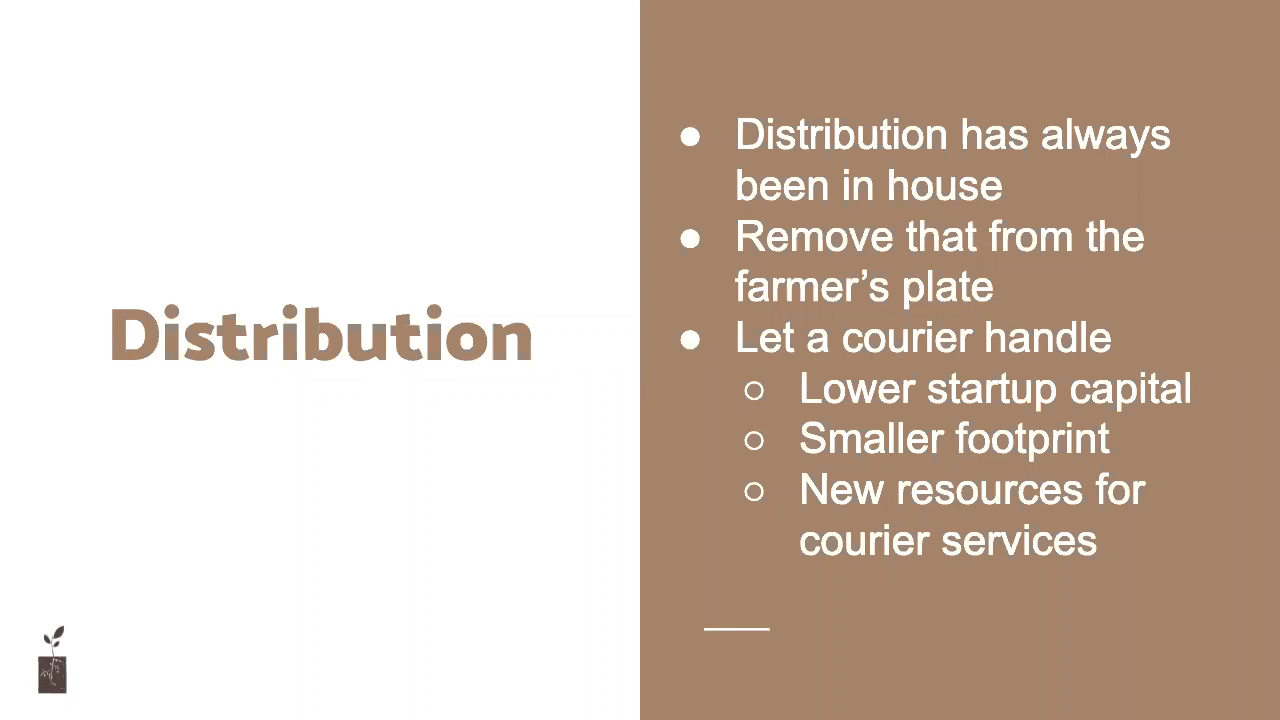 Distribution
● Distribution has always
been in house
● Remove that from the
farmer’s plate
● Let a courier handle
○ Lower startup capital
○ Smaller footprint
○ New resources for
courier services